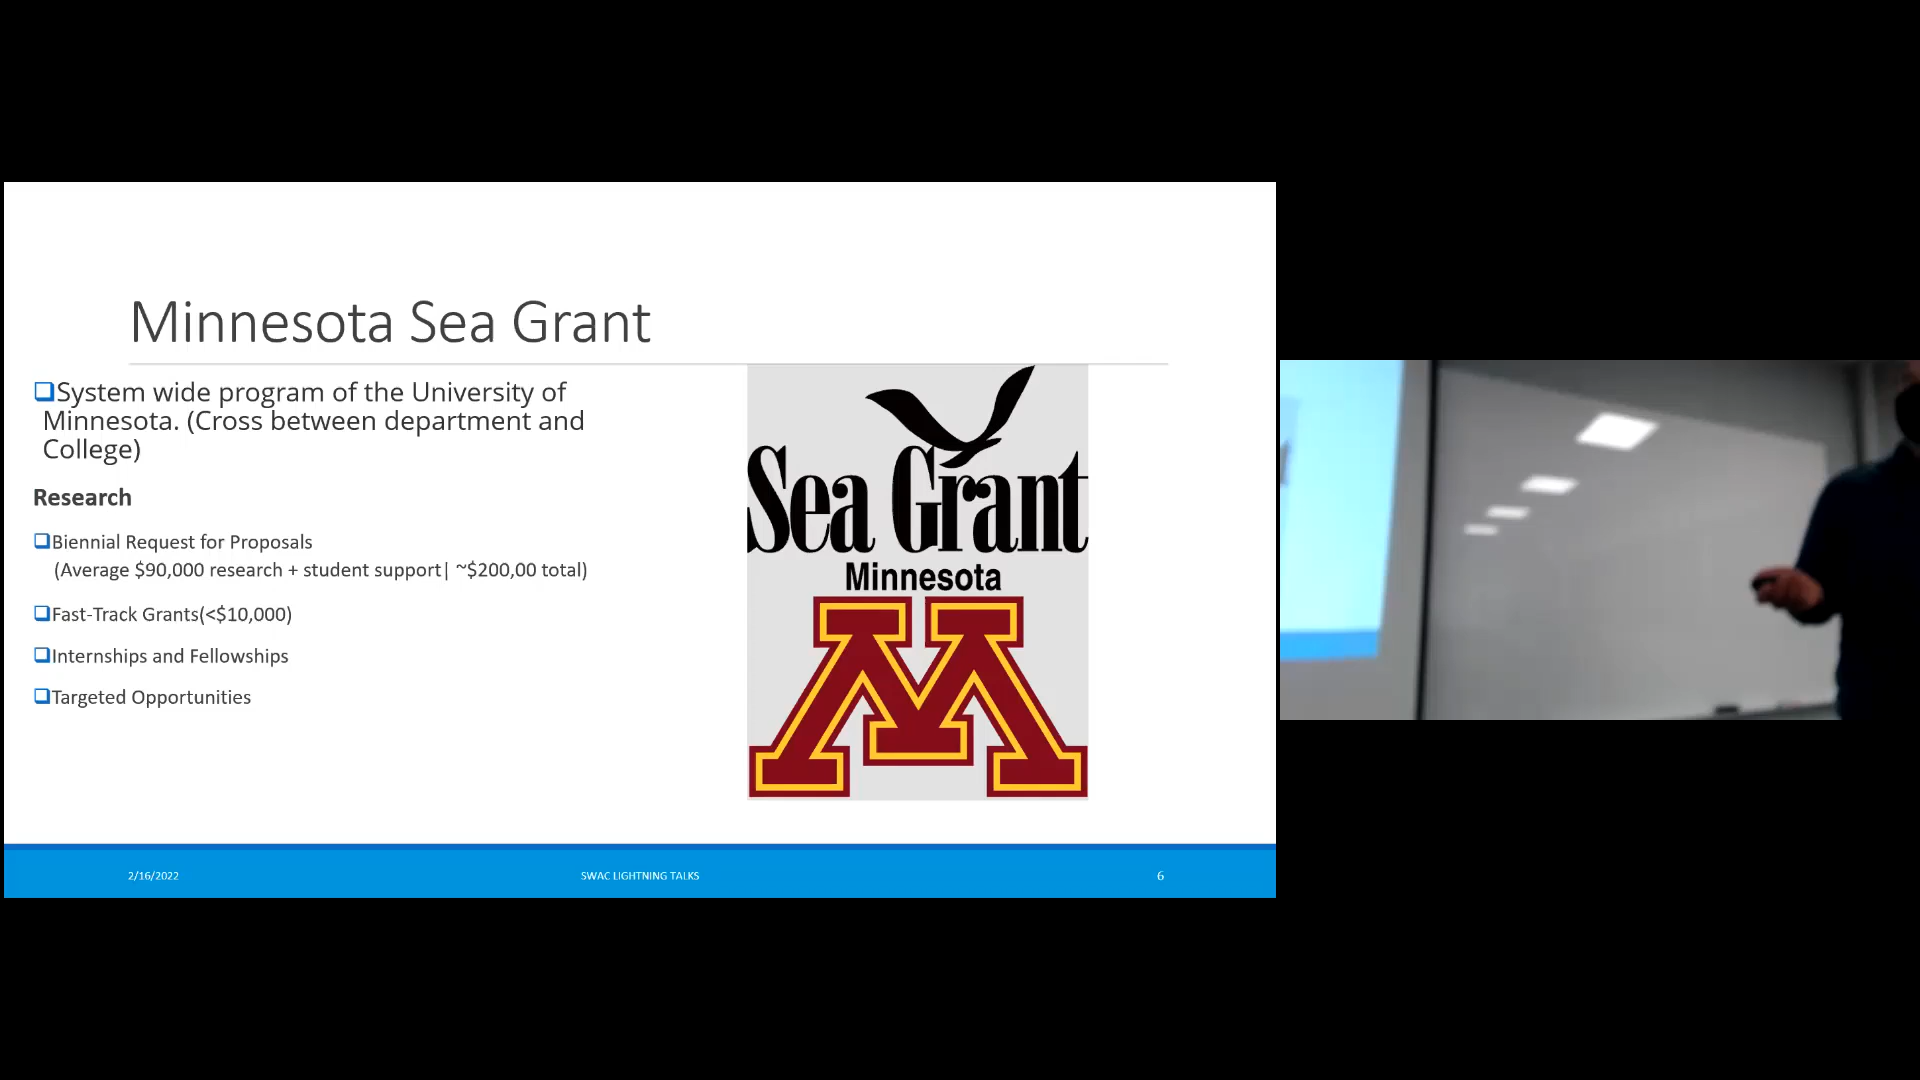 Minnesota Sea Grant
❑System wide program of the University of
Minnesota. (Cross between department and
College)
Research
❑Biennial Request for Proposals
(Average $90,000 research + student support| ~$200,00 total)
❑Fast-Track Grants(<$10,000)
❑Internships and Fellowships
❑Targeted Opportunities
Sea Grant
Minnesota
M
2/16/2022
SWAC LIGHTNING TALKS
6